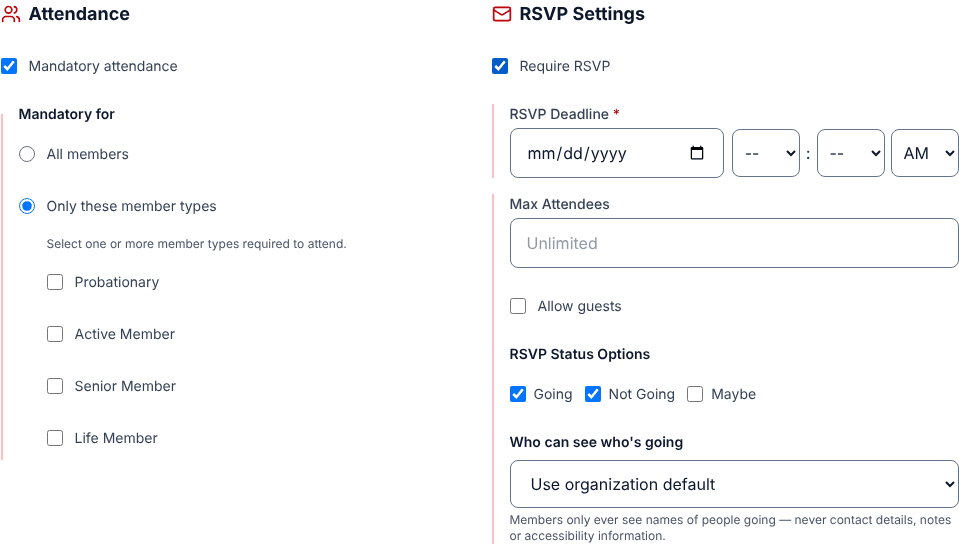 Attendance
Mandatory attendance
Mandatory for
All members
Only these member types
Select one or more member types required to attend.
Probationary
Active Member
Senior Member
Life Member
RSVP Settings
Require RSVP
RSVP Deadline *
mm/dd/yyyy -- : -- AM
Max Attendees
Unlimited
Allow guests
RSVP Status Options
Going Not Going Maybe
Who can see who's going
Use organization default
Members only ever see names of people going — never contact details, notes
or accessibility information.